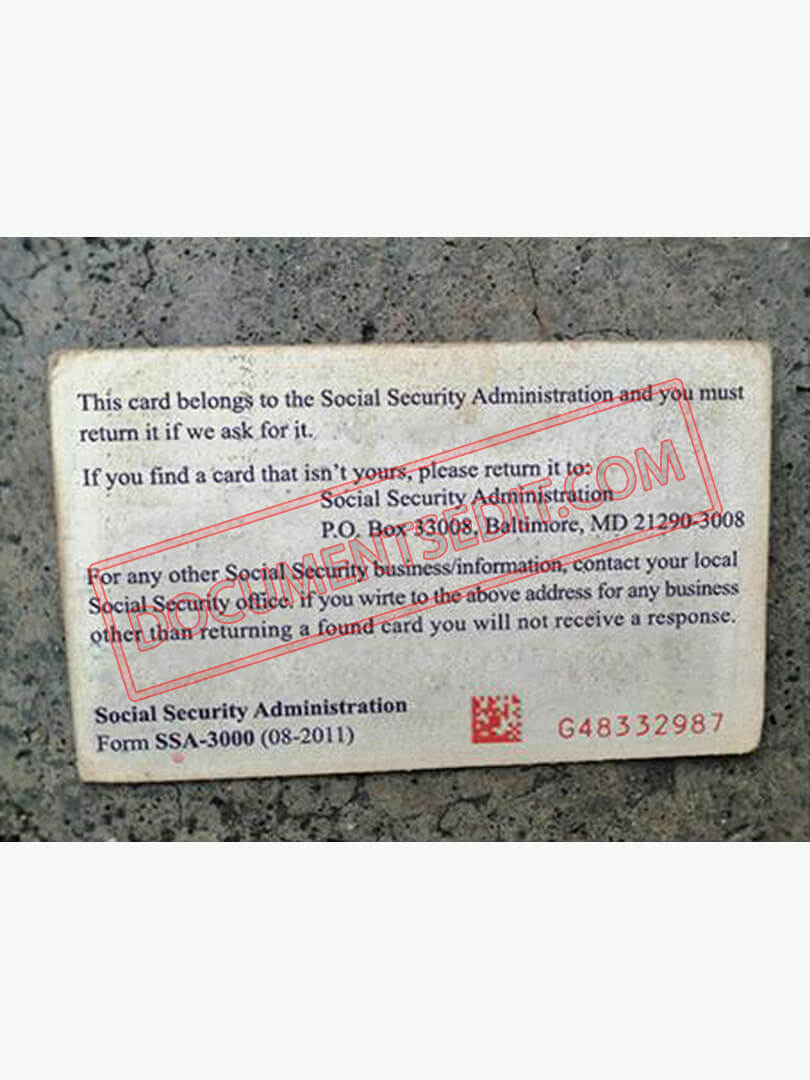 This card belongs to the Social Security Administration and you must
return it if we ask for it.
If you find a card that isn't yours, please return it to:
Social Security Administration
P.O. Box 33008, Baltimore, MD 21290-3008
For any other Social Security business/information, contact your local
Social Security office. if you wirte to the above address for any business
other than returning a found card you will not receive a response.
Social Security Administration
Form SSA-3000 (08-2011)
G48332987
DOCUMENTSEDIT.COM